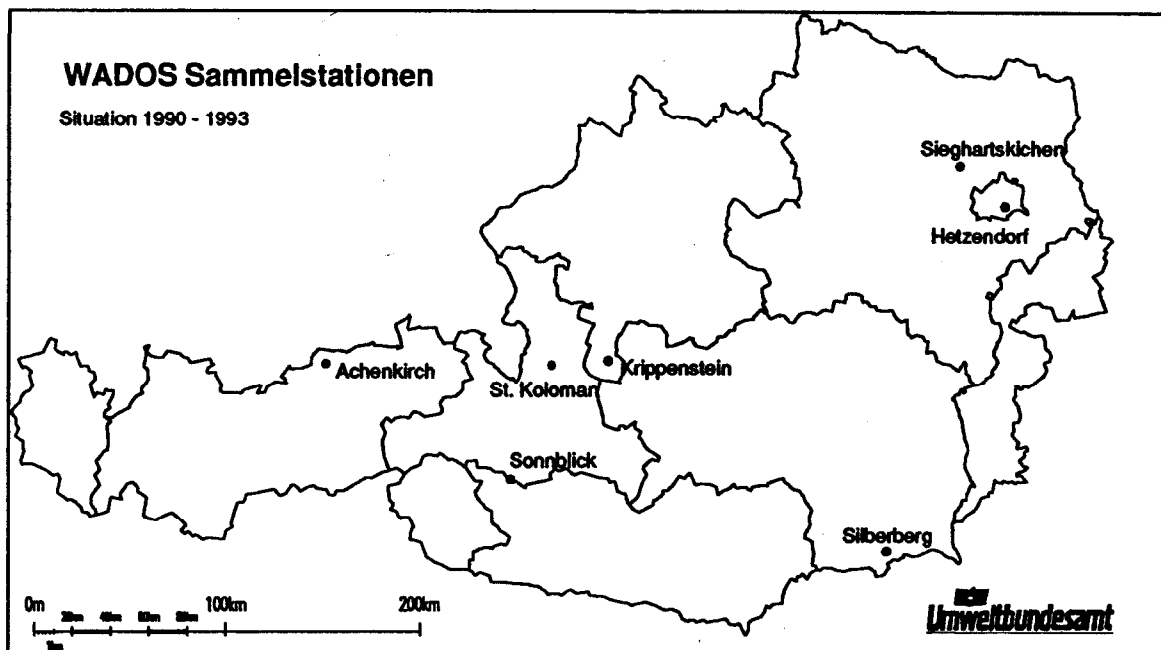 WADOS Sammelstationen
Situation 1990 - 1993
Sieghartskichen
Hetzendorf
Achenkirch
Krippenstein
St. Koloman
Sonnblick
Silberberg
0m 100km 200km
Umweltbundesamt